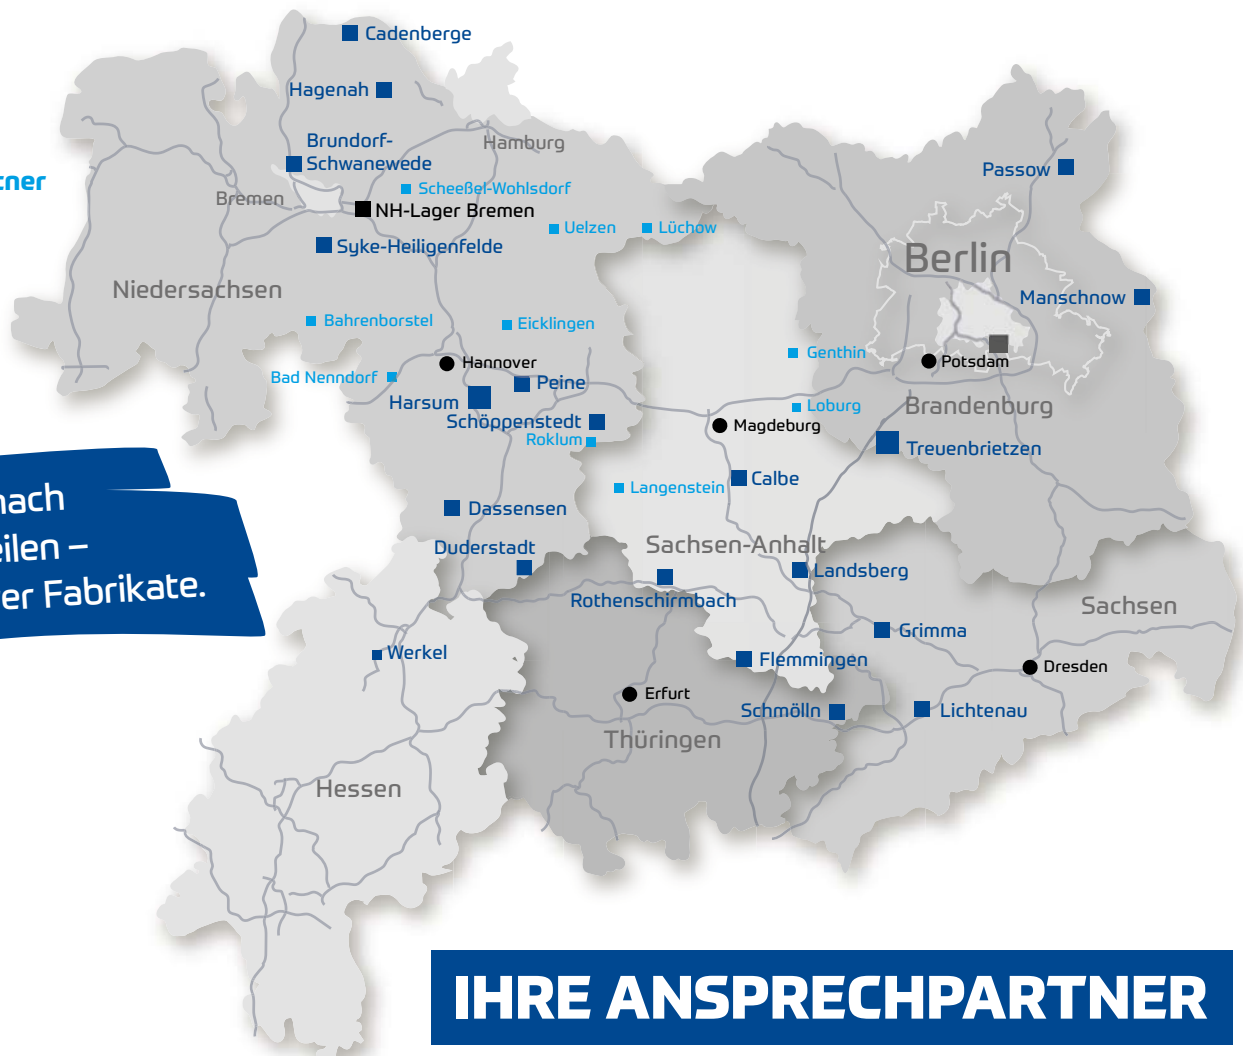 Cadenberge
Hagenah
Hamburg
Brundorf-
Schwanewede
Passow
Scheeßel-Wohlsdorf
Bremen
NH-Lager Bremen
Uelzen
Lüchow
Syke-Heiligenfelde
Berlin
Niedersachsen
Manschnow
Bahrenborstel
Eicklingen
Genthin
Hannover
Potsdam
Bad Nenndorf
Peine
Harsum
Loburg
Brandenburg
Schöppenstedt
Magdeburg
Roklum
Treuenbrietzen
Calbe
Langenstein
Dassensen
Duderstadt
Sachsen-Anhalt
Landsberg
Rothenschirmbach
Sachsen
Grimma
Werkel
Flemmingen
Dresden
Erfurt
Schmölln
Lichtenau
Thüringen
Hessen
er Fabrikate.
IHRE ANSPRECHPARTNER